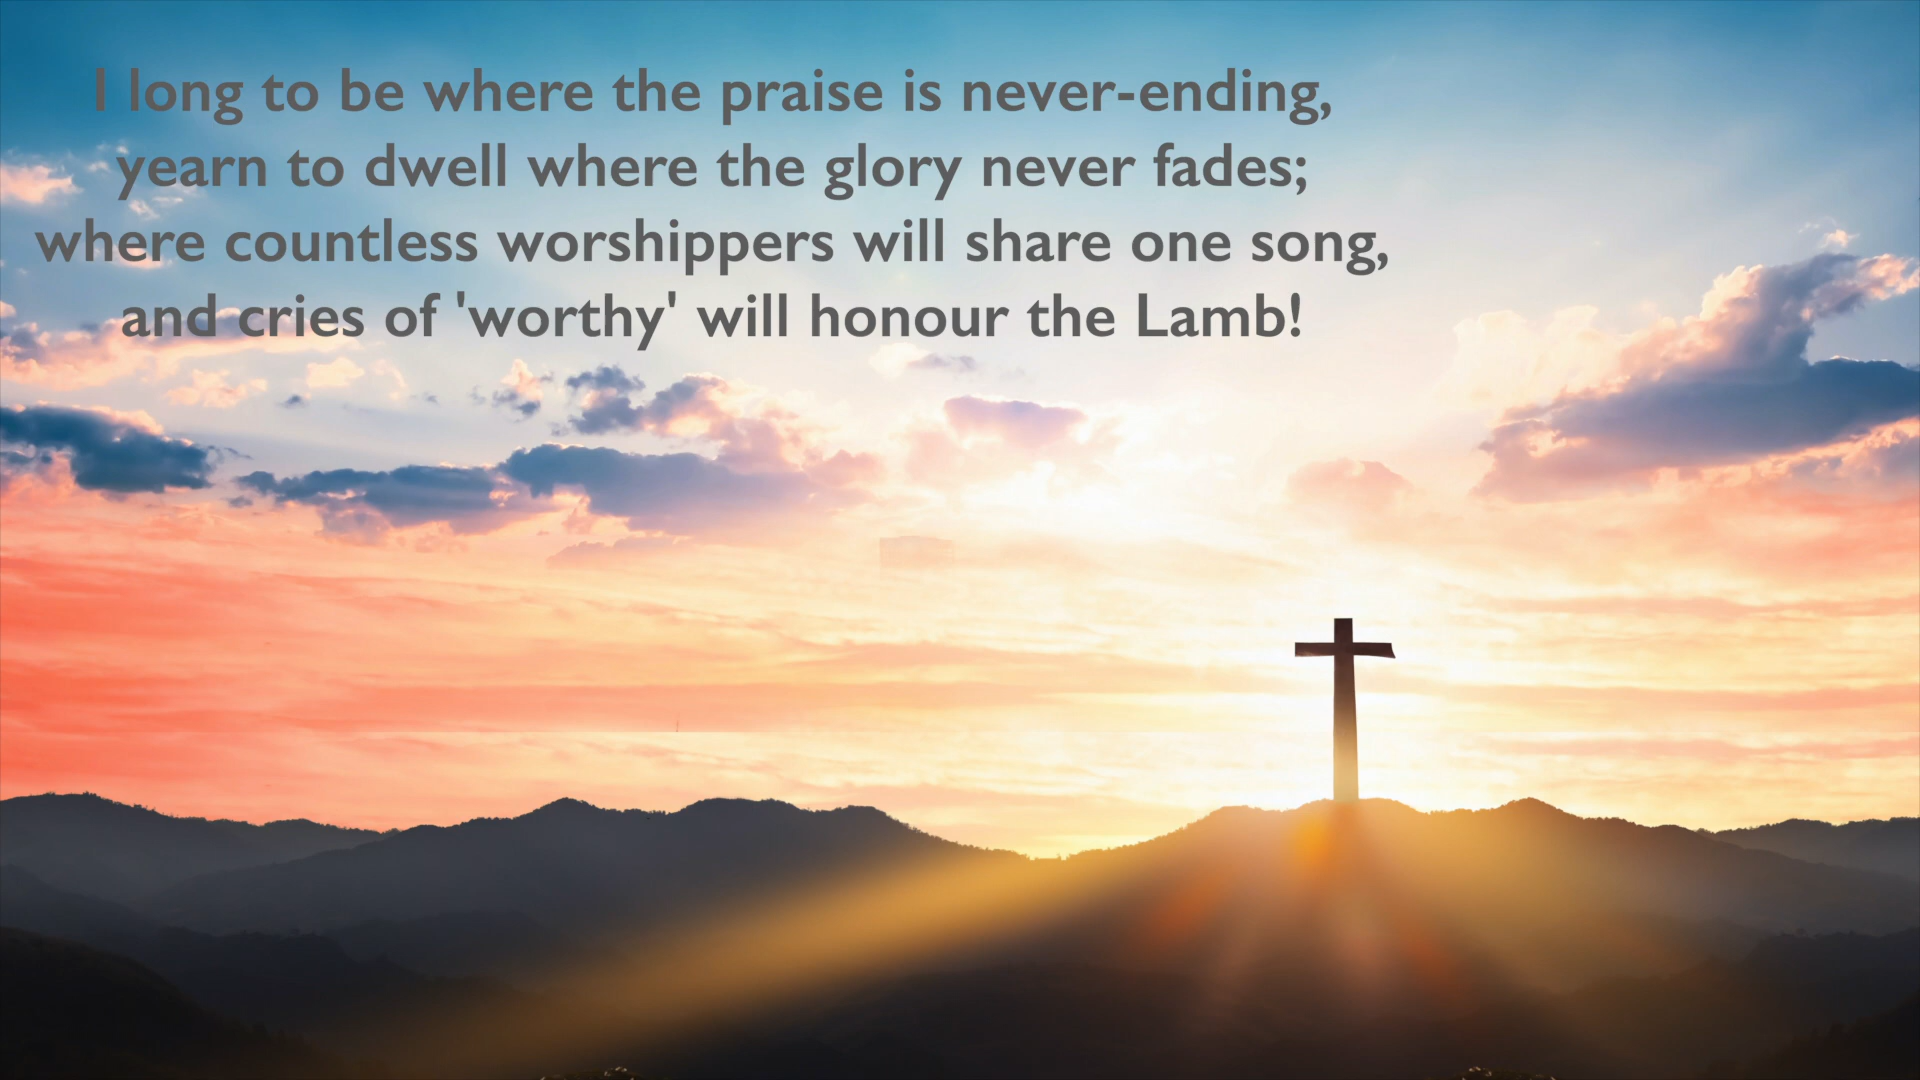 I long to be where the praise is never-ending,
yearn to dwell where the glory never fades;
where countless worshippers will share one song,
and cries of 'worthy' will honour the Lamb!